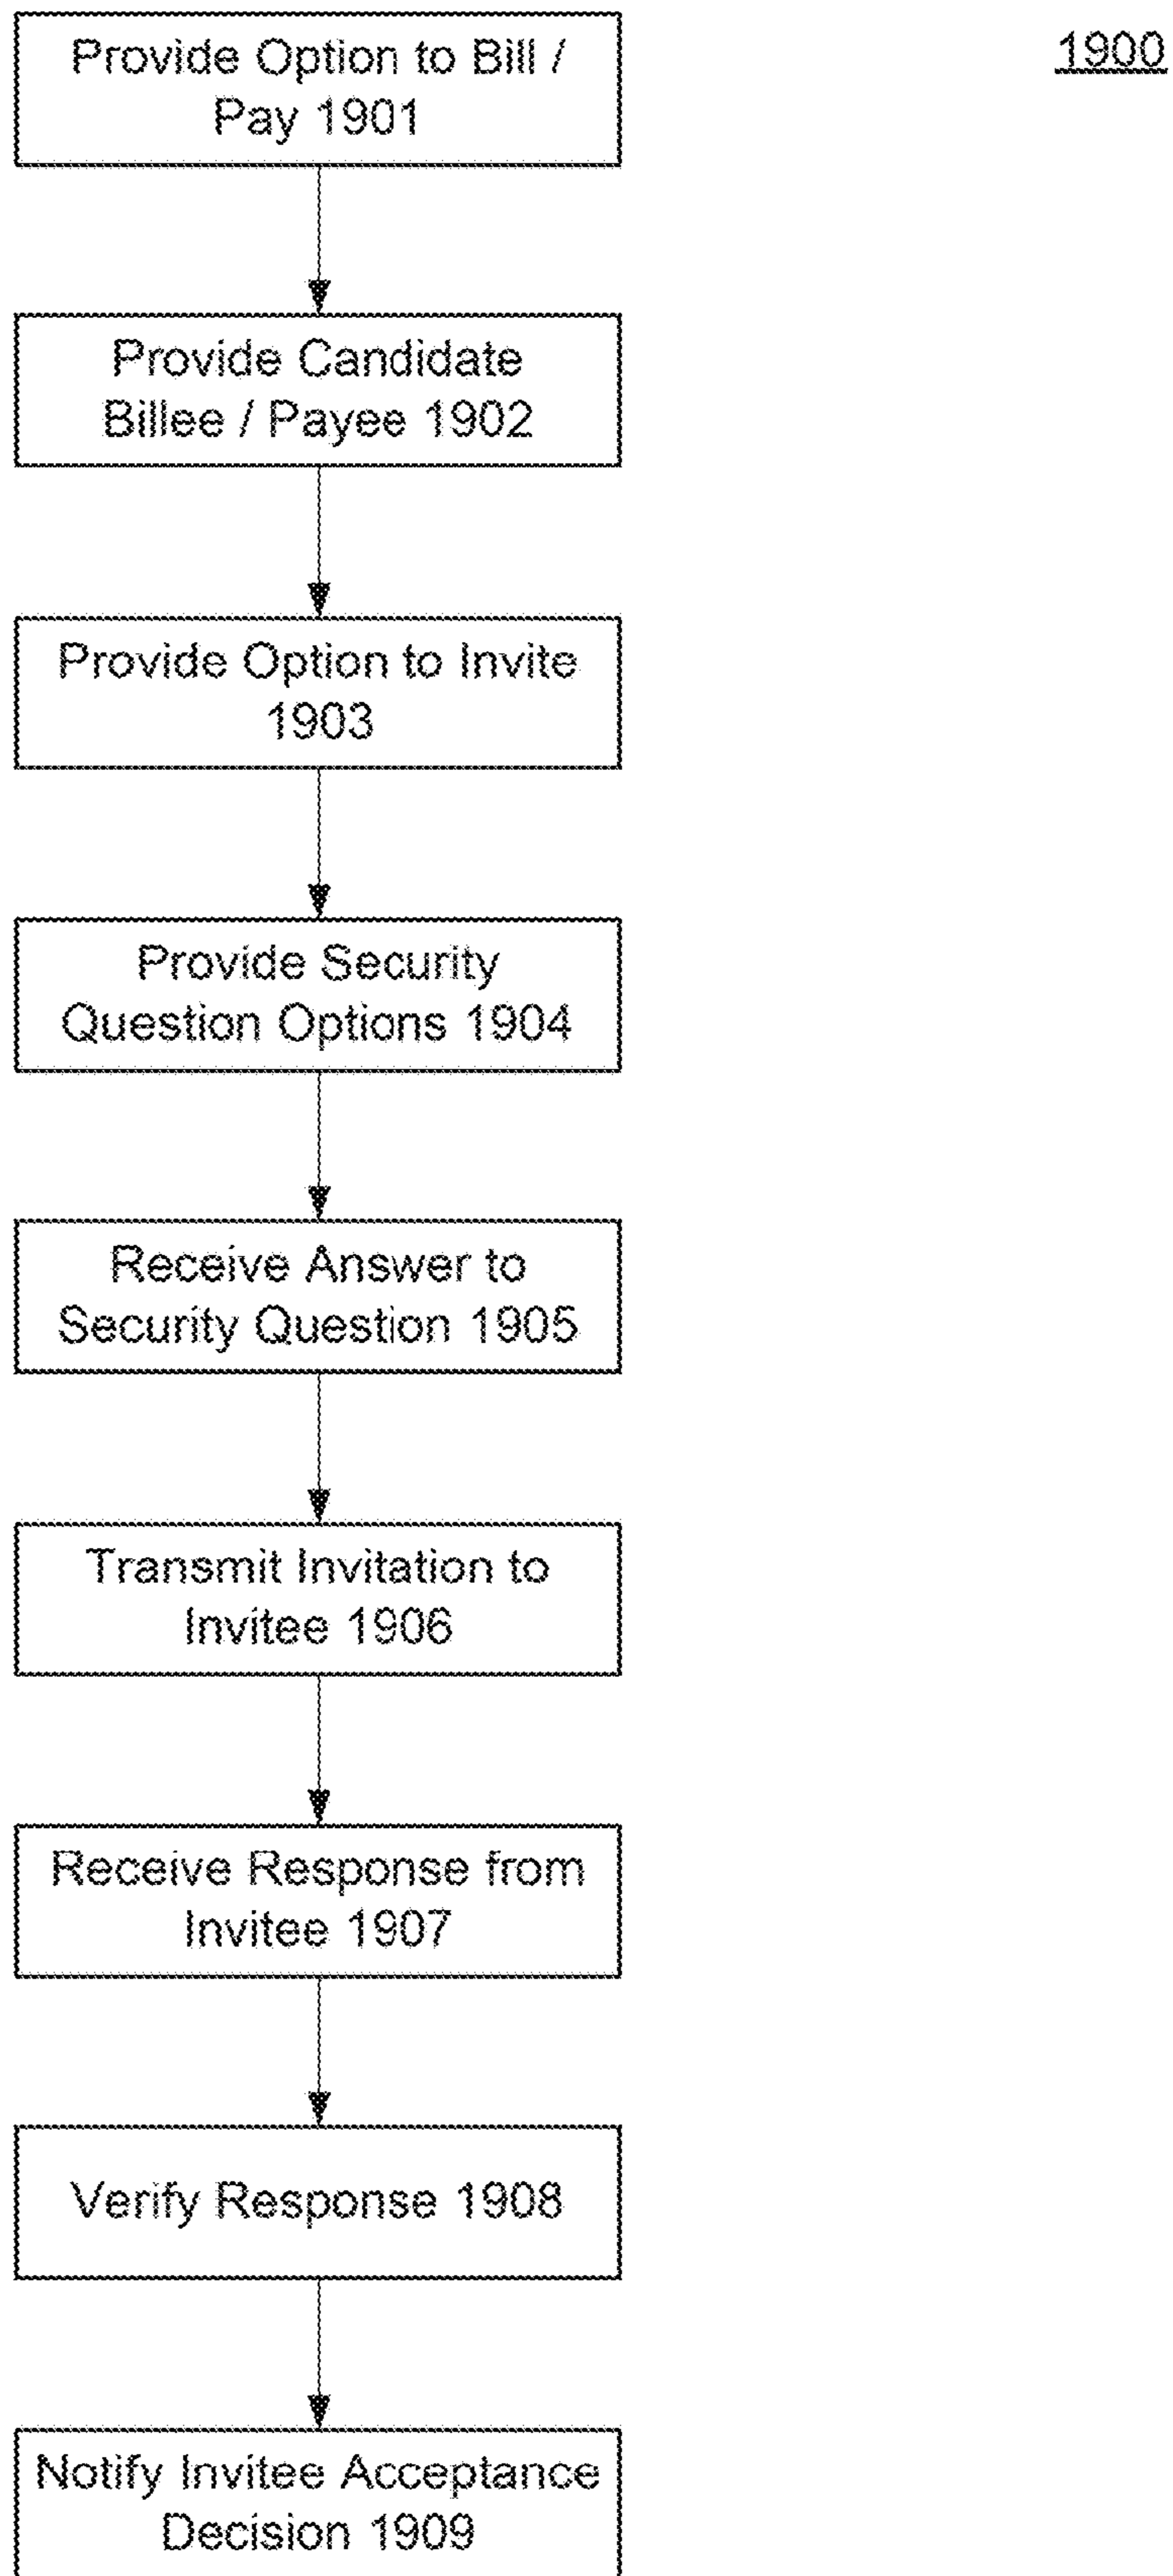 Provide Option to Bill /
Pay 1901
1900
Provide Candidate
Billee / Payee 1902
Provide Option to Invite
1903
Provide Security
Question Options 1904
Receive Answer to
Security Question 1905
Transmit Invitation to
Invitee 1906
Receive Response from
Invitee 1907
Verify Response 1908
Notify Invitee Acceptance
Decision 1909